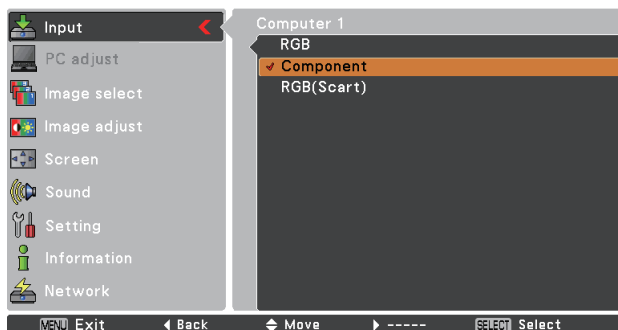 Input
PC adjust
Image select
Image adjust
Screen
Sound
Setting
Information
Network
Computer 1
RGB
Component
RGB(Scart)
MENU Exit Back Move ----- SELECT Select